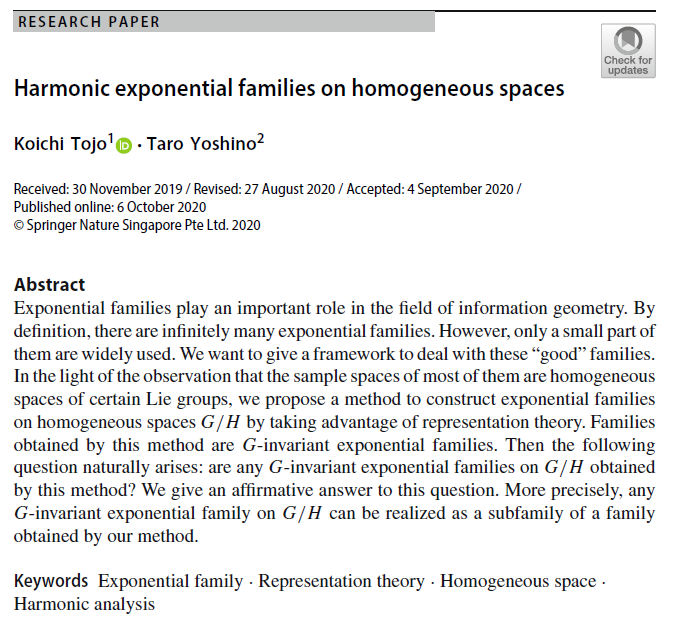 RESEARCH PAPER
Check for
updates
Harmonic exponential families on homogeneous spaces
Koichi Tojo1 iD · Taro Yoshino2
Received: 30 November 2019 / Revised: 27 August 2020 / Accepted: 4 September 2020 /
Published online: 6 October 2020
© Springer Nature Singapore Pte Ltd. 2020
Abstract
Exponential families play an important role in the field of information geometry. By
definition, there are infinitely many exponential families. However, only a small part of
them are widely used. We want to give a framework to deal with these “good” families.
In the light of the observation that the sample spaces of most of them are homogeneous
spaces of certain Lie groups, we propose a method to construct exponential families
on homogeneous spaces G/H by taking advantage of representation theory. Families
obtained by this method are G-invariant exponential families. Then the following
question naturally arises: are any G-invariant exponential families on G/H obtained
by this method? We give an affirmative answer to this question. More precisely, any
G-invariant exponential family on G/H can be realized as a subfamily of a family
obtained by our method.
Keywords Exponential family · Representation theory · Homogeneous space ·
Harmonic analysis